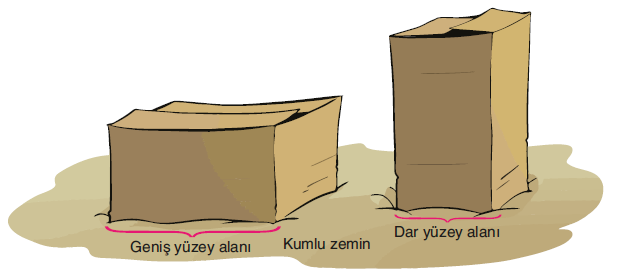 Geniş yüzey alanı
Kumlu zemin
Dar yüzey alanı